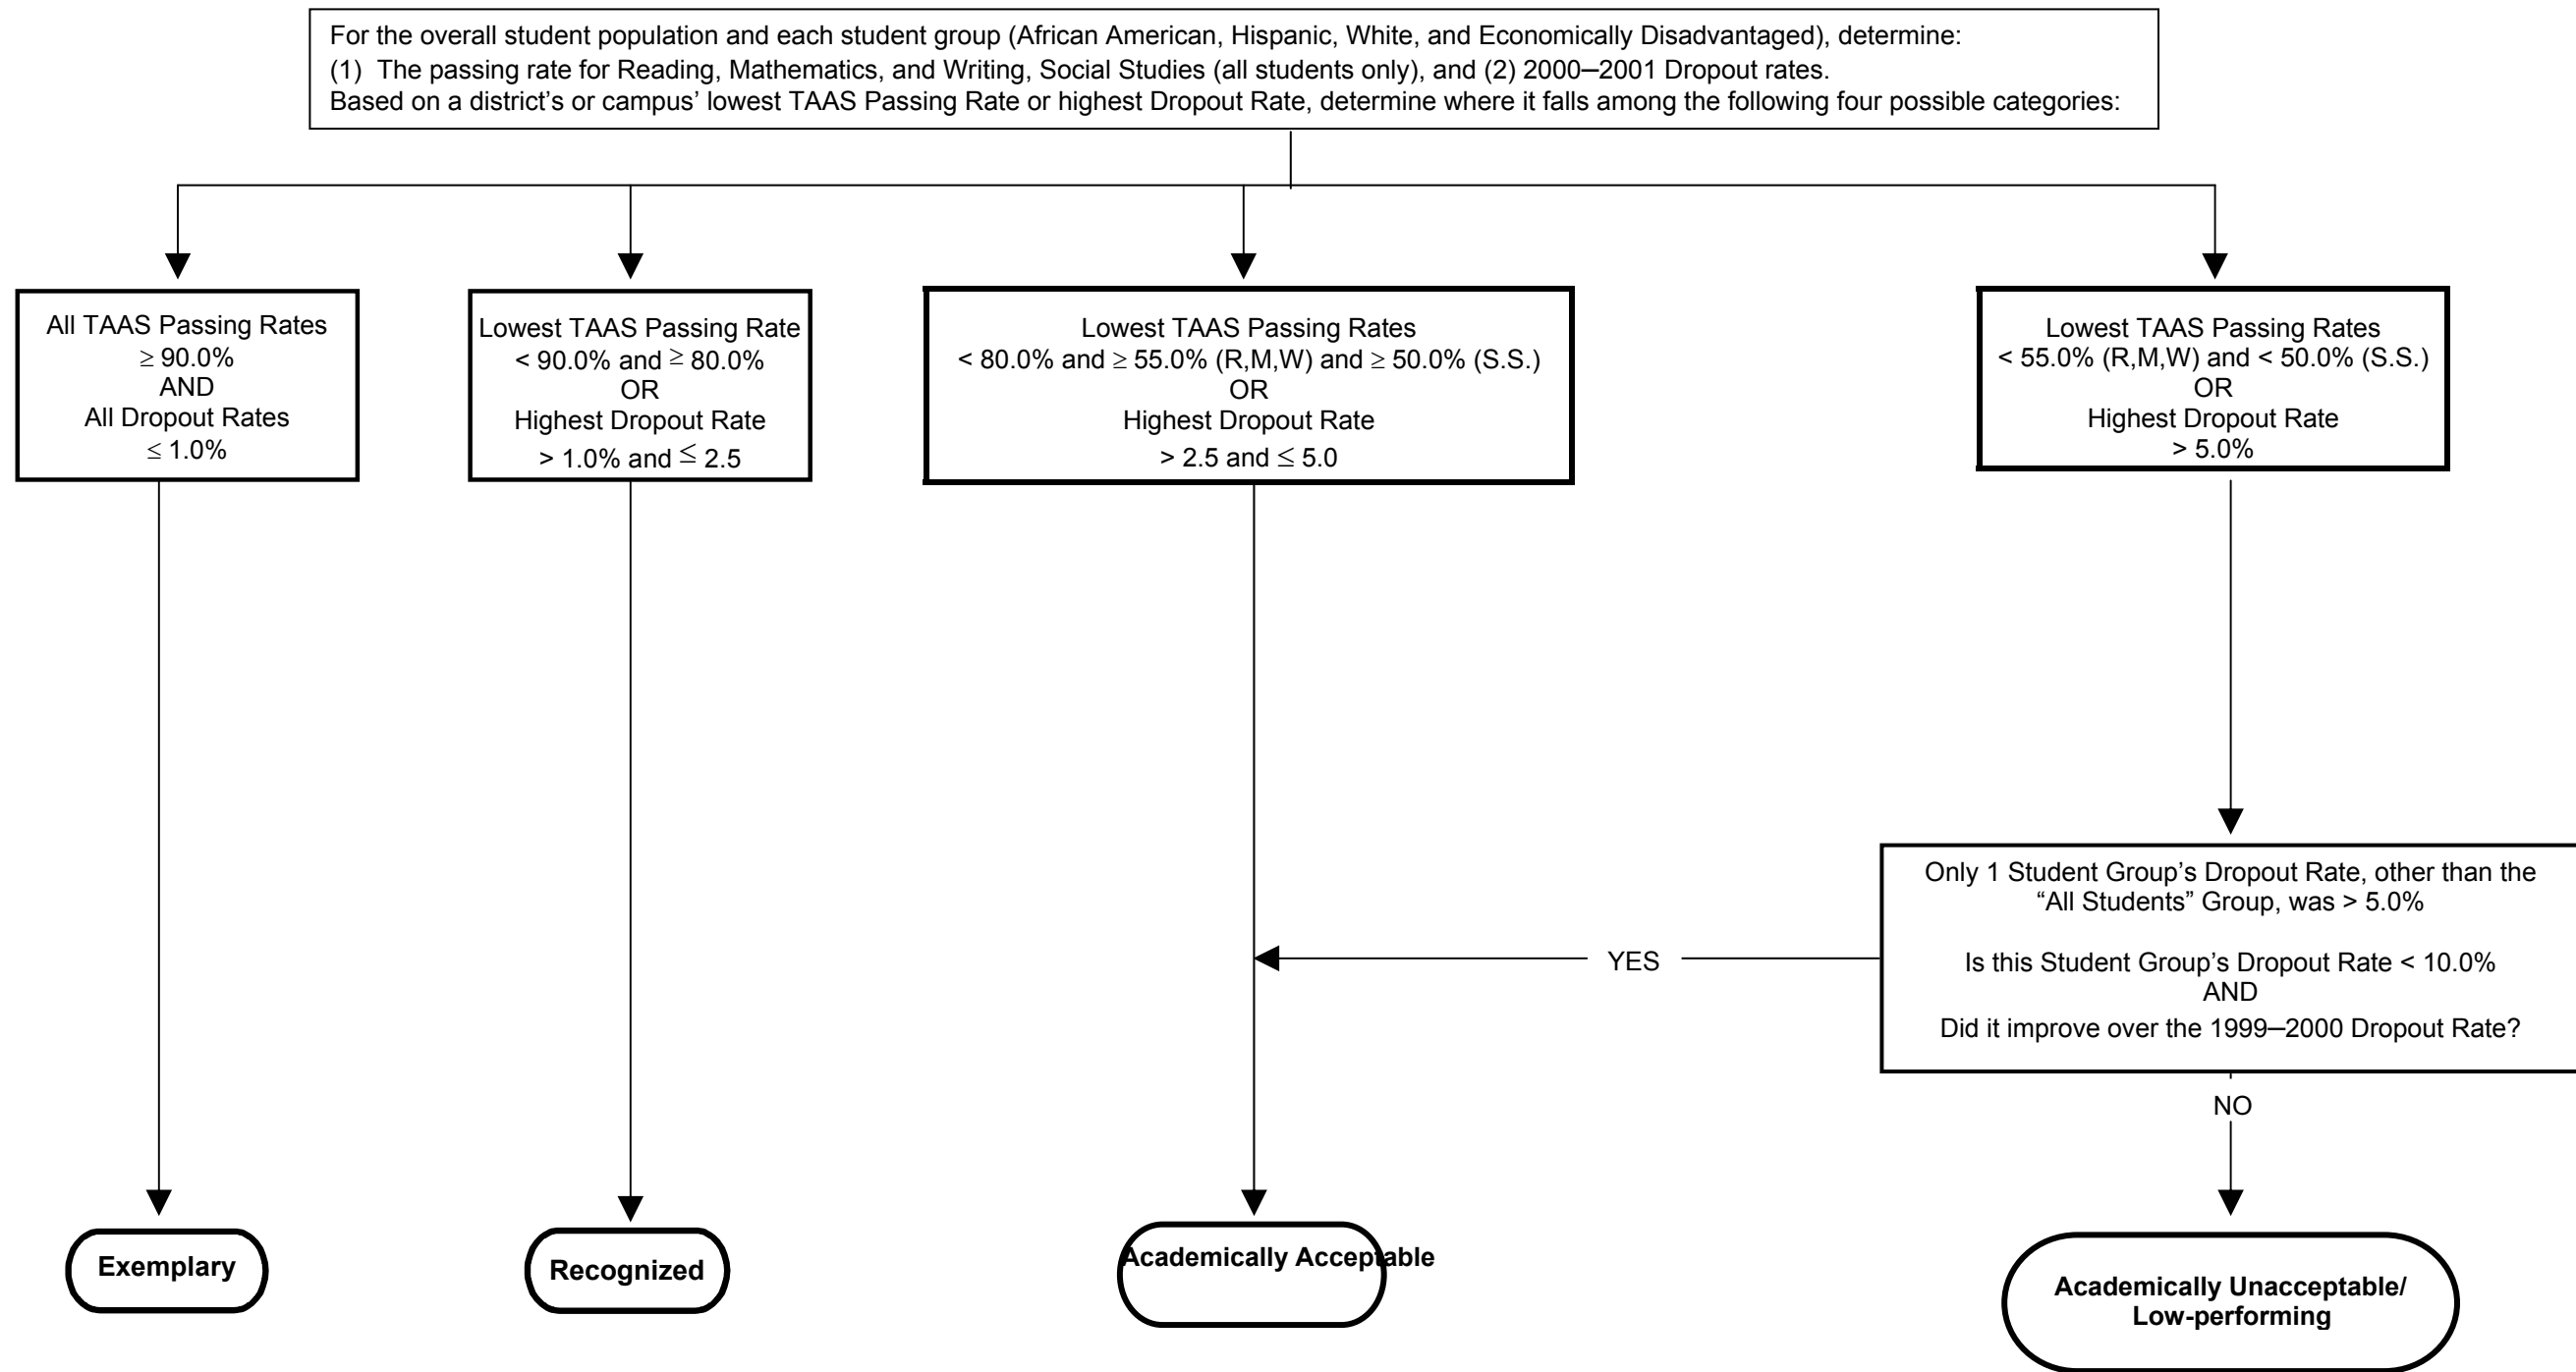 For the overall student population and each student group (African American, Hispanic, White, and Economically Disadvantaged), determine:
(1)  The passing rate for Reading, Mathematics, and Writing, Social Studies (all students only), and (2) 2000–2001 Dropout rates.
Based on a district’s or campus’ lowest TAAS Passing Rate or highest Dropout Rate, determine where it falls among the following four possible categories:
All TAAS Passing Rates
≥ 90.0%
AND
All Dropout Rates
≤ 1.0%
Lowest TAAS Passing Rate
< 90.0% and ≥ 80.0%
OR
Highest Dropout Rate
> 1.0% and ≤ 2.5
Lowest TAAS Passing Rates
< 80.0% and ≥ 55.0% (R,M,W) and ≥ 50.0% (S.S.)
OR
Highest Dropout Rate
> 2.5 and ≤ 5.0
Lowest TAAS Passing Rates
< 55.0% (R,M,W) and < 50.0% (S.S.)
OR
Highest Dropout Rate
> 5.0%
Only 1 Student Group’s Dropout Rate, other than the
“All Students” Group, was > 5.0%
Is this Student Group’s Dropout Rate < 10.0%
AND
Did it improve over the 1999–2000 Dropout Rate?
YES
NO
Exemplary
Recognized
Academically Acceptable
Academically Unacceptable/
Low-performing